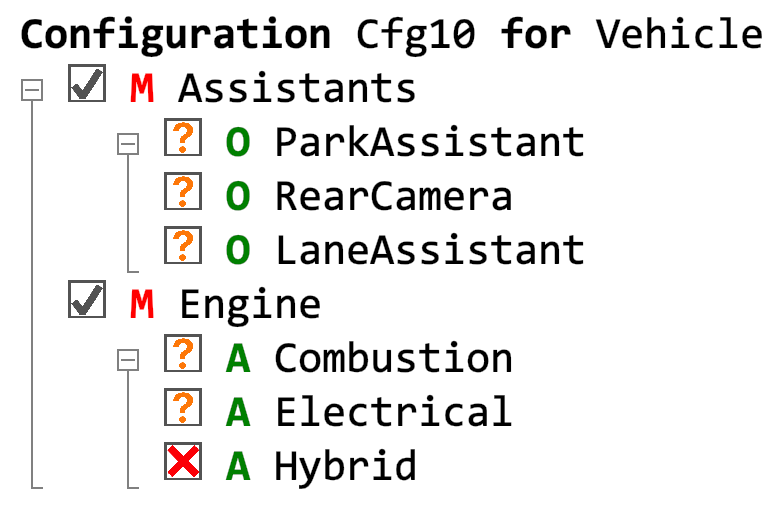 Configuration Cfg10 for Vehicle
M Assistants
? O ParkAssistant
? O RearCamera
? O LaneAssistant
M Engine
? A Combustion
? A Electrical
A Hybrid